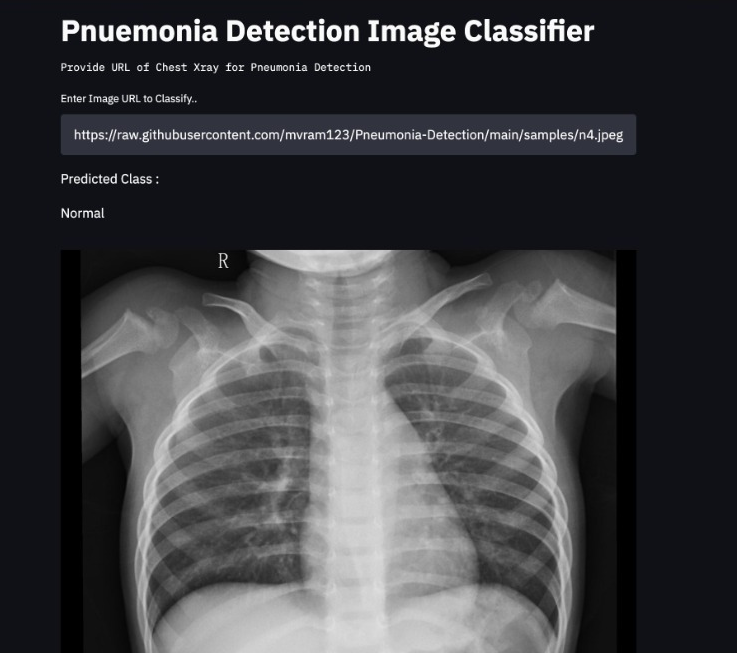 Pnuemonia Detection Image Classifier
Provide URL of Chest Xray for Pneumonia Detection
Enter Image URL to Classify..
https://raw.githubusercontent.com/mvram123/Pneumonia-Detection/main/samples/n4.jpeg
Predicted Class :
Normal
R